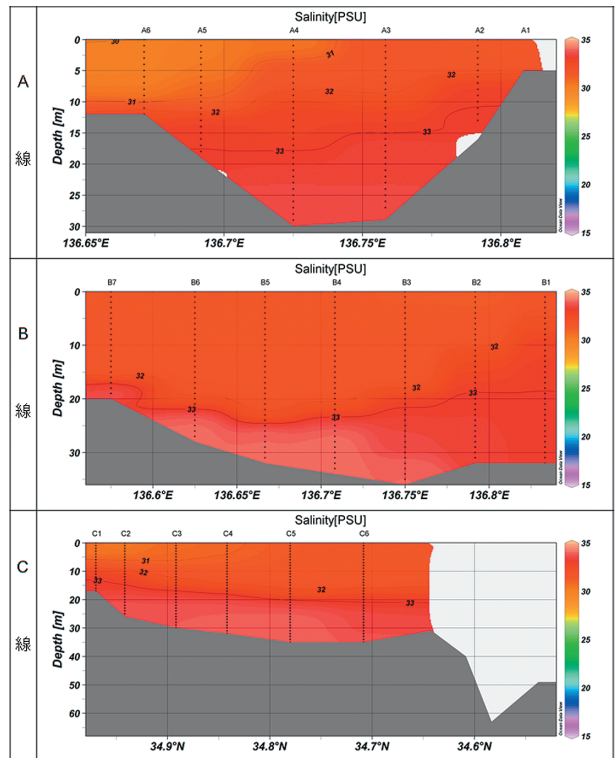 A
線
Salinity[PSU]
A6 A5 A4 A3 A2 A1
Depth [m]
0
5
10
15
20
25
30
30
31
31
32
32
32
33
33
136.65°E 136.7°E 136.75°E 136.8°E
35
30
25
20
15
Ocean Data View
B
線
Salinity[PSU]
B7 B6 B5 B4 B3 B2 B1
Depth [m]
0
10
20
30
32
32
32
33
33
33
136.6°E 136.65°E 136.7°E 136.75°E 136.8°E
35
30
25
20
15
Ocean Data View
C
線
Salinity[PSU]
C1 C2 C3 C4 C5 C6
Depth [m]
0
10
20
30
40
50
60
31
32
32
33
33
34.9°N 34.8°N 34.7°N 34.6°N
35
30
25
20
15
Ocean Data View